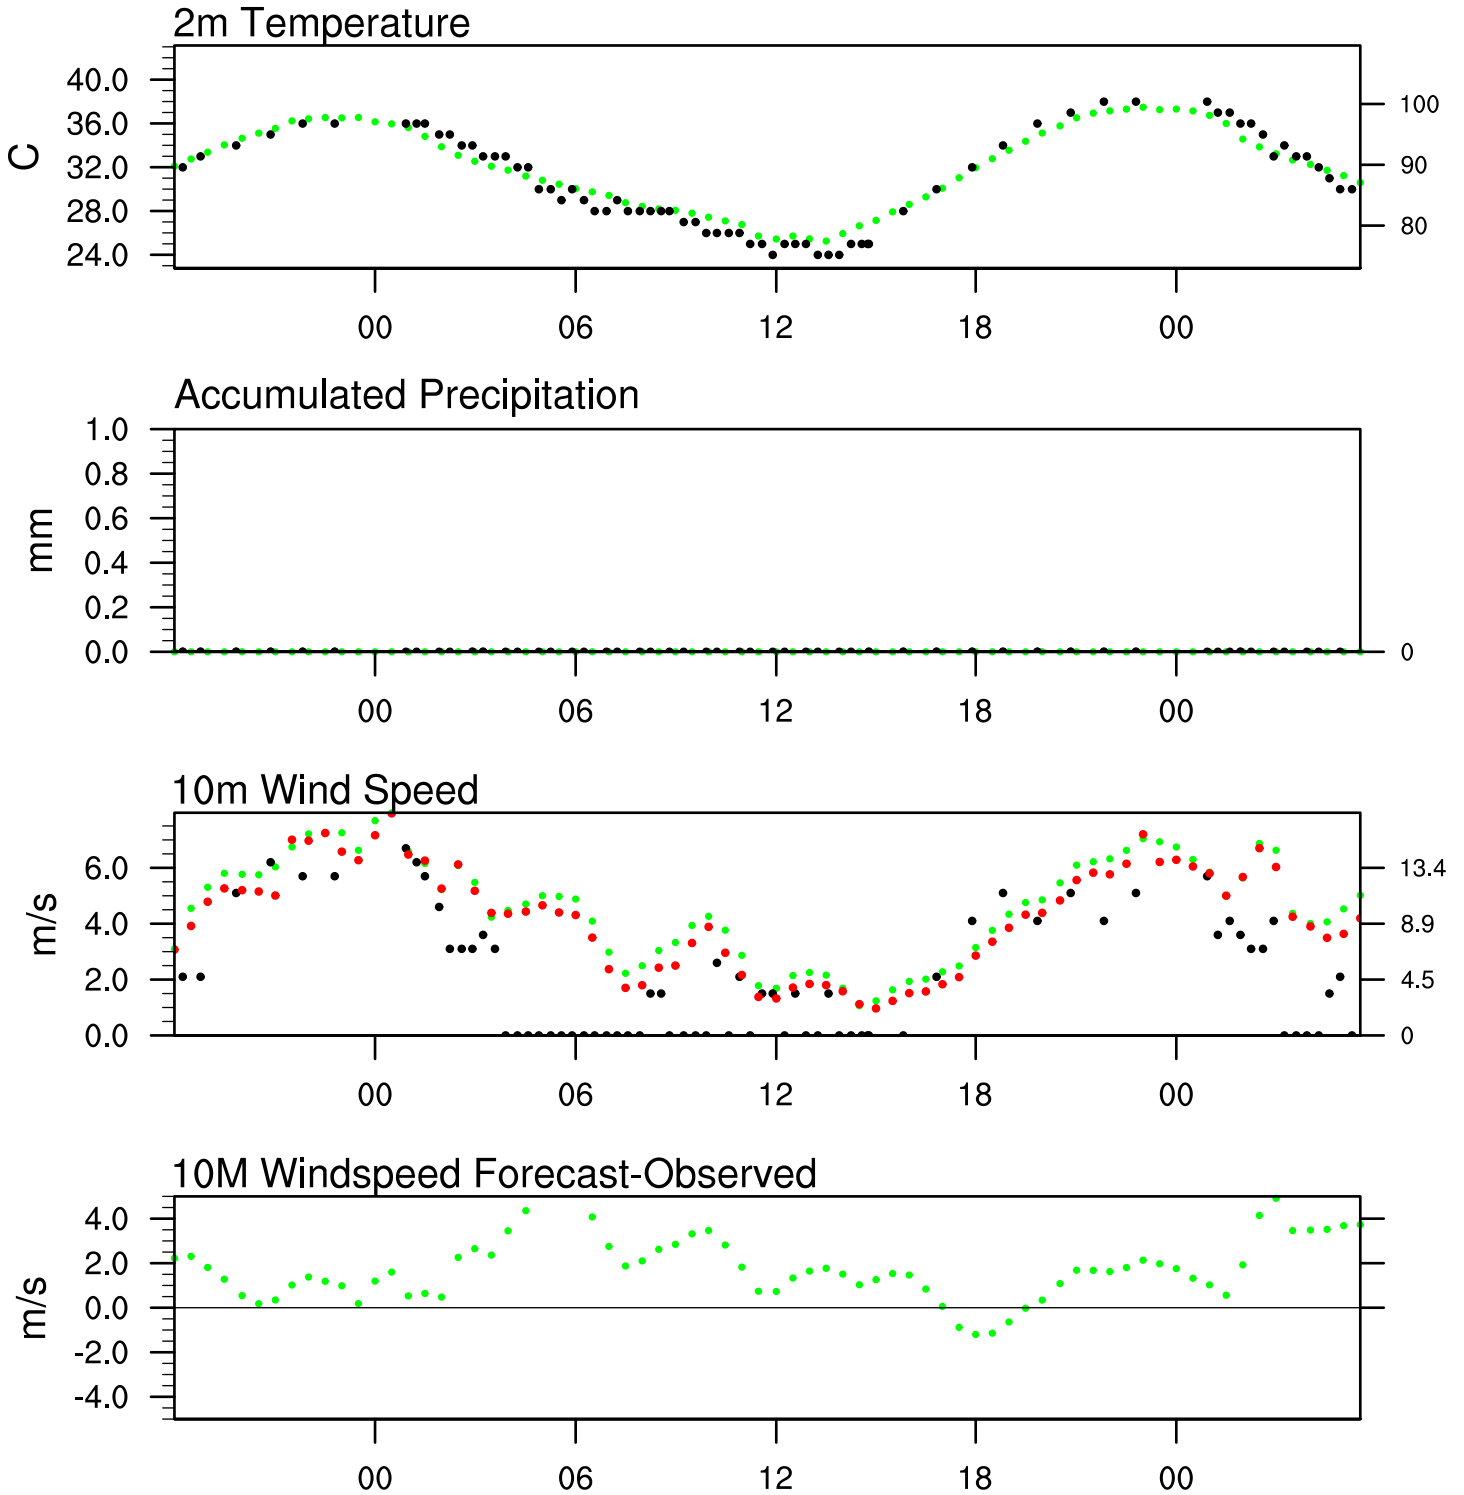 2m Temperature
40.0
36.0 100
C
32.0 90
28.0
24.0 80
00 06 12 18 00
Accumulated Precipitation
1.0
0.8
0.6
mm
0.4
0.2
0.0 0
00 06 12 18 00
10m Wind Speed
6.0 13.4
m/s
4.0 8.9
2.0 4.5
0.0 0
00 06 12 18 00
10M Windspeed Forecast-Observed
4.0
2.0
m/s
0.0
-2.0
-4.0
00 06 12 18 00